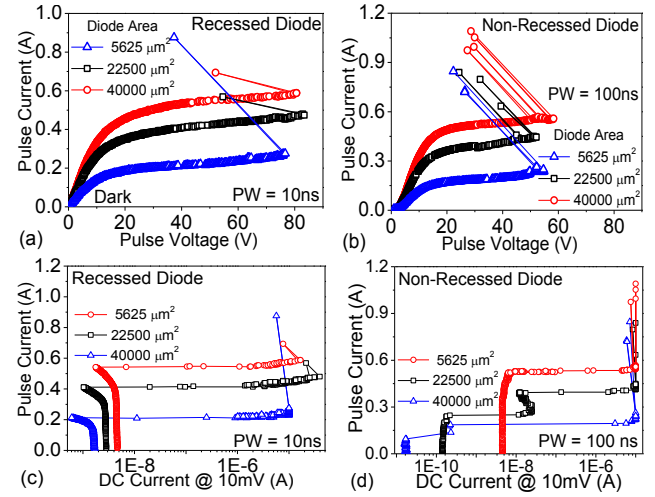 (a)
Recessed Diode
Diode Area
5625 μm²
22500 μm²
40000 μm²
Dark
PW = 10ns
Pulse Current (A)
1.0
0.8
0.6
0.4
0.2
0.0
0
20
40
60
80
100
Pulse Voltage (V)
(b)
Non-Recessed Diode
PW = 100ns
Diode Area
5625 μm²
22500 μm²
40000 μm²
Pulse Current (A)
1.2
0.9
0.6
0.3
0.0
0
20
40
60
80
Pulse Voltage (V)
(c)
Recessed Diode
5625 μm²
22500 μm²
40000 μm²
PW = 10ns
Pulse Current (A)
1.2
1.0
0.8
0.6
0.4
0.2
0.0
1E-8
1E-6
DC Current @ 10mV (A)
(d)
Non-Recessed Diode
5625 μm²
22500 μm²
40000 μm²
PW = 100 ns
Pulse Current (A)
1.2
0.9
0.6
0.3
0.0
1E-10
1E-8
1E-6
DC Current @ 10mV (A)